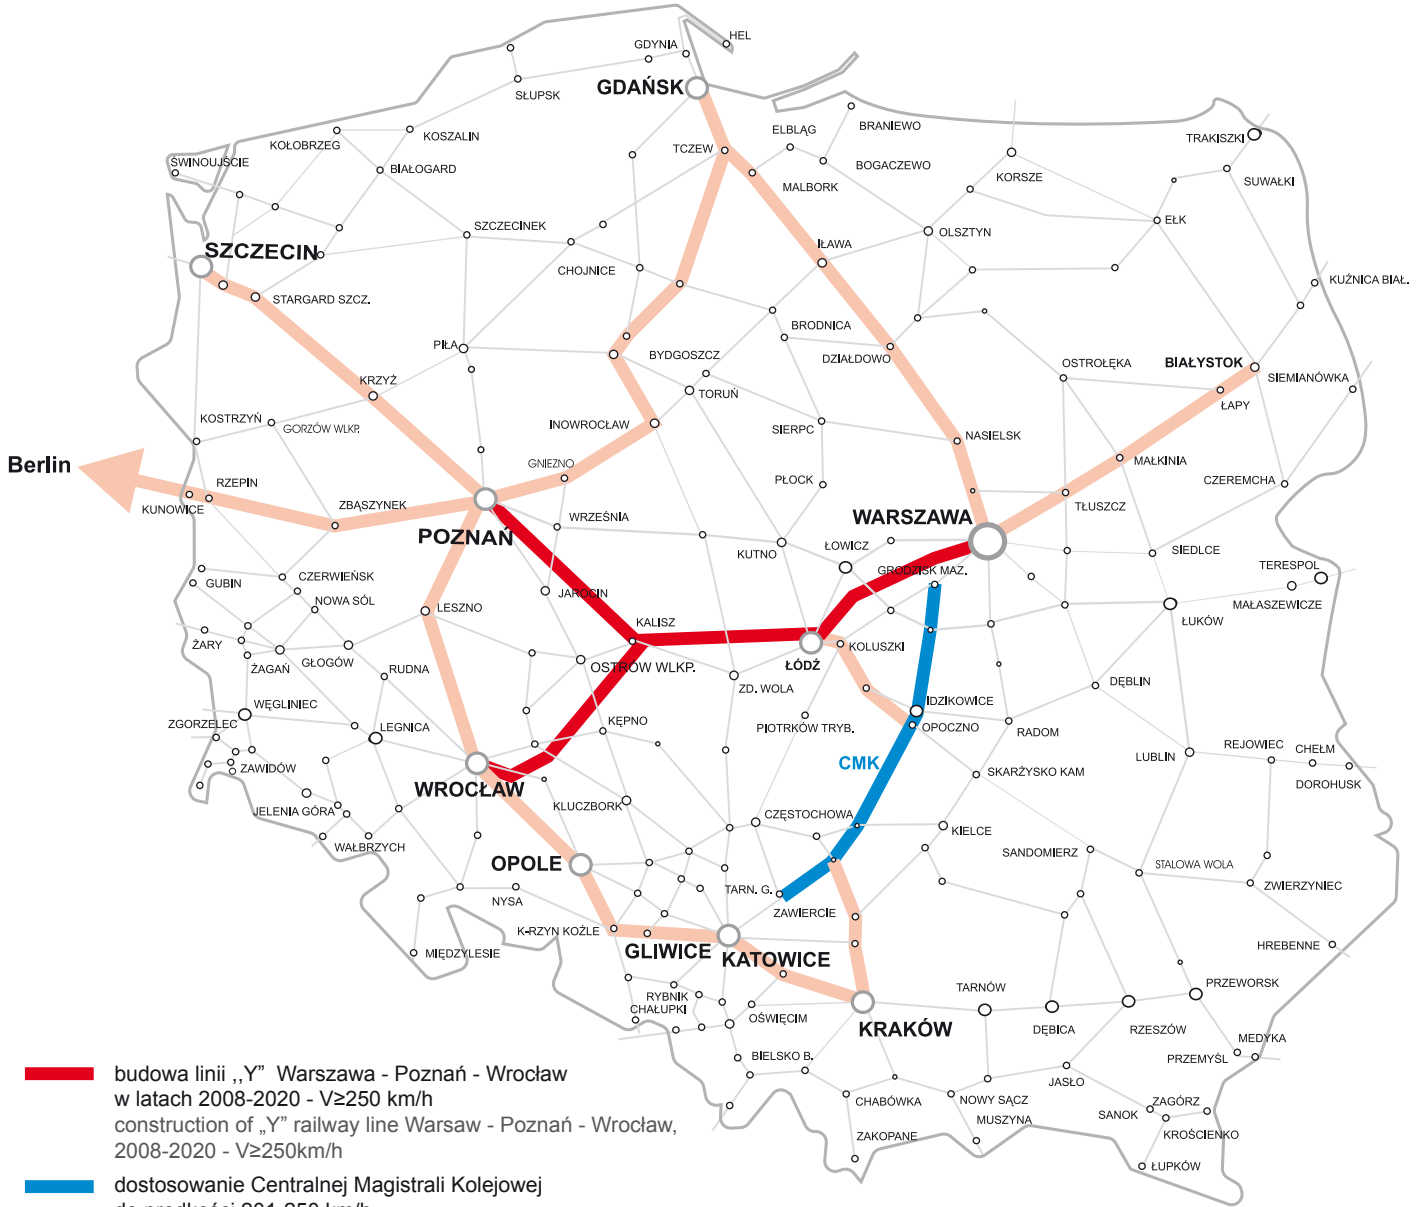 HEL
GDYNIA
GDAŃSK
SŁUPSK
KOSZALIN
KOŁOBRZEG
BIAŁOGARD
ŚWINOUJŚCIE
TCZEW
ELBLĄG
BRANIEWO
BOGACZEWO
MALBORK
KORSZE
TRAKISZKI
SUWAŁKI
EŁK
SZCZECINEK
SZCZECIN
CHOJNICE
IŁAWA
OLSZTYN
STARGARD SZCZ.
KUŹNICA BIAŁ.
PIŁA
BYDGOSZCZ
BRODNICA
DZIAŁDOWO
OSTROŁĘKA
BIAŁYSTOK
SIEMIANÓWKA
KRZYŻ
TORUŃ
ŁAPY
KOSTRZYŃ
GORZÓW WLKP.
INOWROCŁAW
SIERPC
NASIELSK
Berlin
GNIEZNO
MAŁKINIA
RZEPIN
KUNOWICE
ZBĄSZYNEK
PŁOCK
CZEREMCHA
TŁUSZCZ
WARSZAWA
POZNAŃ
WRZEŚNIA
KUTNO
ŁOWICZ
SIEDLCE
GRODZISK MAZ.
TERESPOL
GUBIN
CZERWIEŃSK
JAROCIN
MAŁASZEWICZE
NOWA SÓL
LESZNO
KALISZ
ŁUKÓW
ŻARY
ŻAGAŃ
GŁOGÓW
RUDNA
OSTRÓW WLKP.
ŁÓDŹ
KOLUSZKI
ZD. WOLA
DĘBLIN
WĘGLINIEC
ZGORZELEC
LEGNICA
KĘPNO
PIOTRKÓW TRYB.
IDZIKOWICE
OPOCZNO
RADOM
LUBLIN
REJOWIEC
CHEŁM
DOROHUSK
ZAWIDÓW
CMK
SKARŻYSKO KAM
WROCŁAW
JELENIA GÓRA
KLUCZBORK
CZĘSTOCHOWA
KIELCE
WAŁBRZYCH
SANDOMIERZ
OPOLE
STALOWA WOLA
ZWIERZYNIEC
NYSA
TARN. G.
ZAWIERCIE
K-RZYN KOŹLE
MIĘDZYLESIE
GLIWICE
KATOWICE
HREBENNE
RYBNIK
CHAŁUPKI
OŚWIĘCIM
KRAKÓW
TARNÓW
DĘBICA
RZESZÓW
PRZEWORSK
MEDYKA
PRZEMYŚL
BIELSKO B.
JASŁO
CHABÓWKA
NOWY SĄCZ
MUSZYNA
SANOK
ZAGÓRZ
KROŚCIENKO
ZAKOPANE
ŁUPKÓW
budowa linii ,,Y” Warszawa - Poznań - Wrocław
w latach 2008-2020 - V≥250 km/h
construction of „Y” railway line Warsaw - Poznań - Wrocław,
2008-2020 - V≥250km/h
dostosowanie Centralnej Magistrali Kolejowej